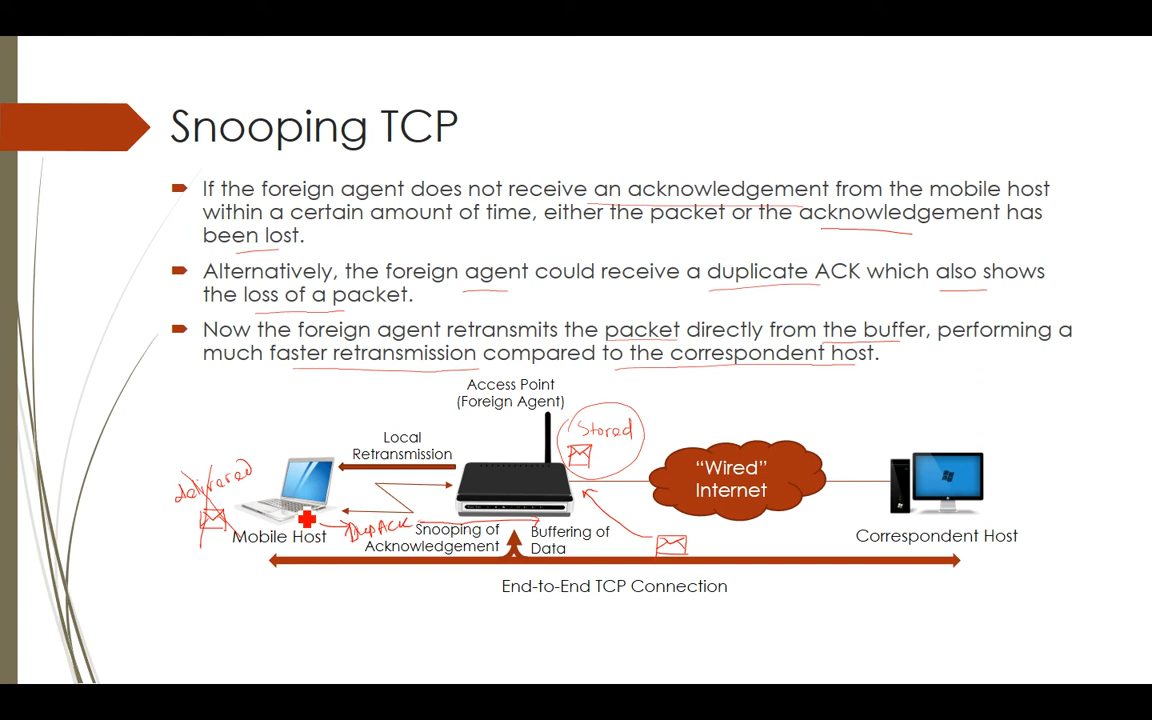 Snooping TCP
If the foreign agent does not receive an acknowledgement from the mobile host
within a certain amount of time, either the packet or the acknowledgement has
been lost.
Alternatively, the foreign agent could receive a duplicate ACK which also shows
the loss of a packet.
Now the foreign agent retransmits the packet directly from the buffer, performing a
much faster retransmission compared to the correspondent host.
Access Point
(Foreign Agent)
Stored
Local
Retransmission
"Wired"
Internet
delivered
DupACK
Snooping of
Acknowledgement
Buffering of
Data
Mobile Host
Correspondent Host
End-to-End TCP Connection